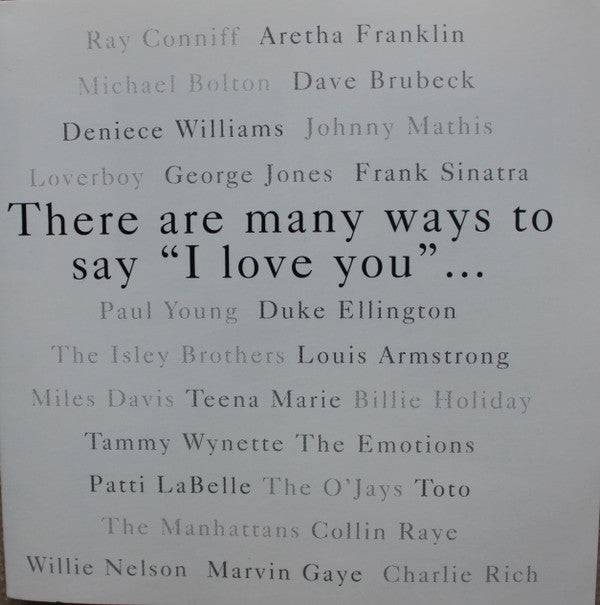 Ray Conniff Aretha Franklin
Michael Bolton Dave Brubeck
Deniece Williams Johnny Mathis
Loverboy George Jones Frank Sinatra
There are many ways to
say “I love you”...
Paul Young Duke Ellington
The Isley Brothers Louis Armstrong
Miles Davis Teena Marie Billie Holiday
Tammy Wynette The Emotions
Patti LaBelle The O'Jays Toto
The Manhattans Collin Raye
Willie Nelson Marvin Gaye Charlie Rich